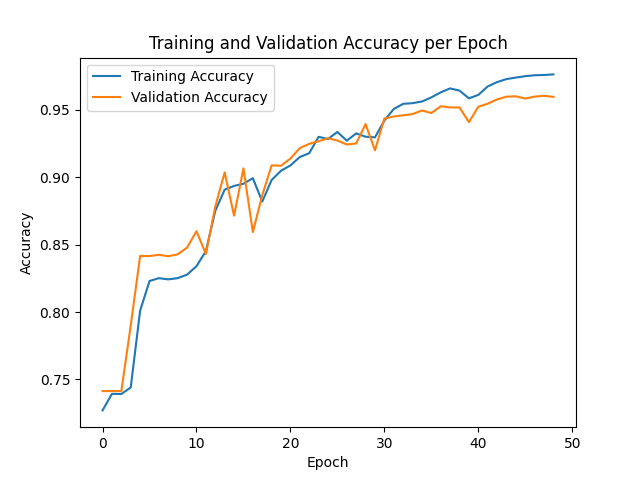 Training and Validation Accuracy per Epoch
Training Accuracy
Validation Accuracy
Accuracy
0.95
0.90
0.85
0.80
0.75
0 10 20 30 40 50
Epoch